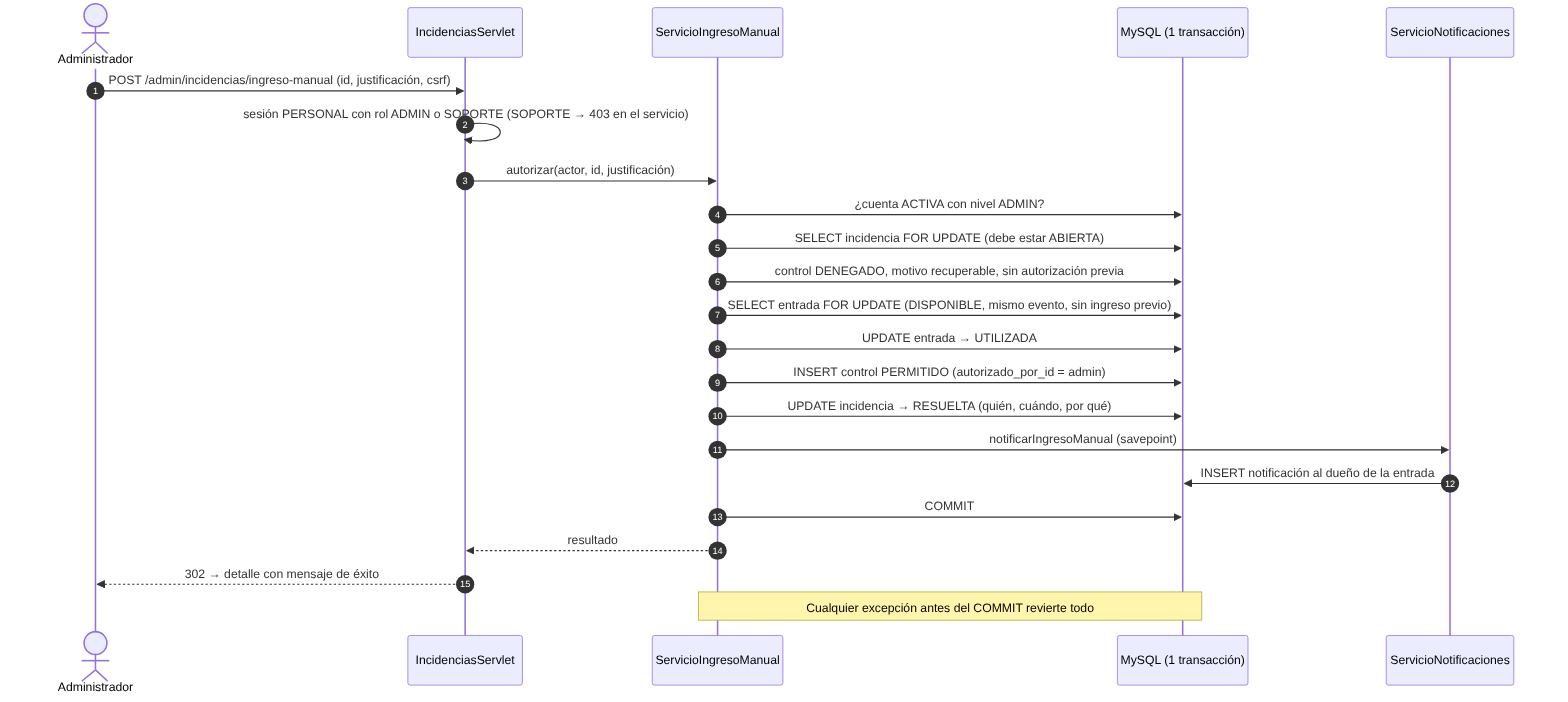 Administrador
IncidenciasServlet
ServicioIngresoManual
MySQL (1 transacción)
ServicioNotificaciones
1
POST /admin/incidencias/ingreso-manual (id, justificación, csrf)
2
sesión PERSONAL con rol ADMIN o SOPORTE (SOPORTE → 403 en el servicio)
3
autorizar(actor, id, justificación)
4
¿cuenta ACTIVA con nivel ADMIN?
5
SELECT incidencia FOR UPDATE (debe estar ABIERTA)
6
control DENEGADO, motivo recuperable, sin autorización previa
7
SELECT entrada FOR UPDATE (DISPONIBLE, mismo evento, sin ingreso previo)
8
UPDATE entrada → UTILIZADA
9
INSERT control PERMITIDO (autorizado_por_id = admin)
10
UPDATE incidencia → RESUELTA (quién, cuándo, por qué)
11
notificarIngresoManual (savepoint)
INSERT notificación al dueño de la entrada
12
13
COMMIT
resultado
14
302 → detalle con mensaje de éxito
15
Cualquier excepción antes del COMMIT revierte todo
Administrador
IncidenciasServlet
ServicioIngresoManual
MySQL (1 transacción)
ServicioNotificaciones